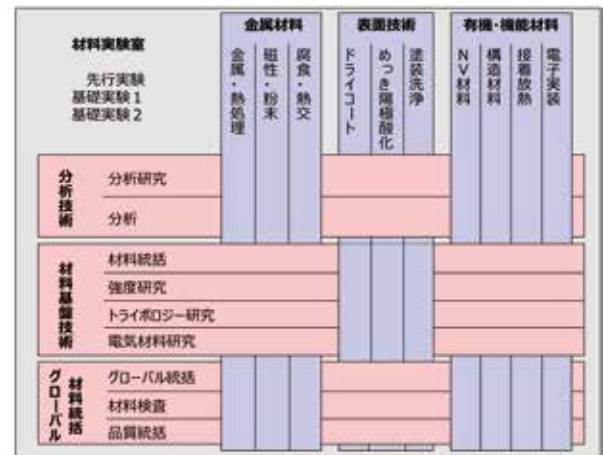 材料実験室
先行実験
基礎実験1
基礎実験2
金属材料
金属・熱処理
磁性・粉末
腐食・熱交
表面技術
ドライコート
めっき陽極酸化
塗装洗浄
有機・機能材料
NV材料
構造材料
接着放熱
電子実装
分析技術
分析研究
分析
材料基盤技術
材料統括
強度研究
トライボロジー研究
電気材料研究
グローバル
材料統括
グローバル統括
材料検査
品質統括